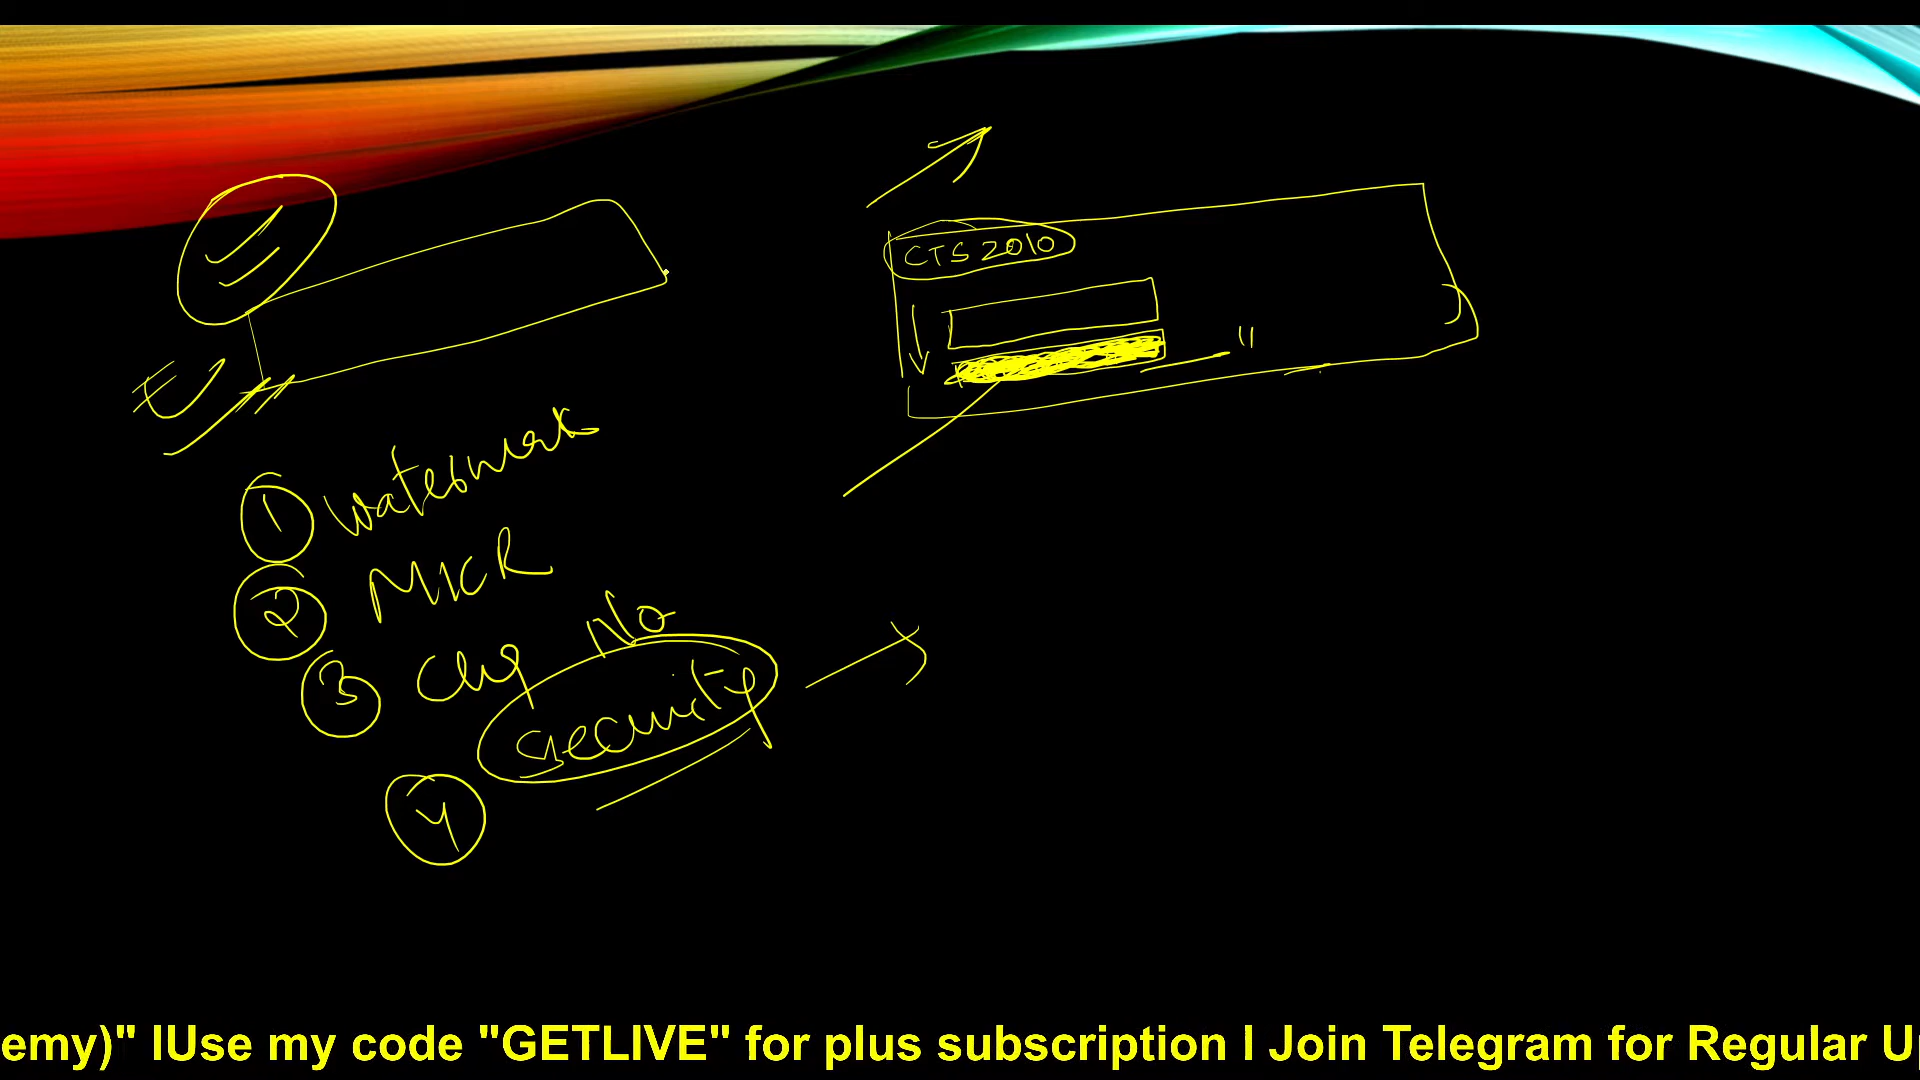 CTS 2010
① Watermark
② MICR
③ Chq No
Security
④
emy)" IUse my code "GETLIVE" for plus subscription I Join Telegram for Regular U